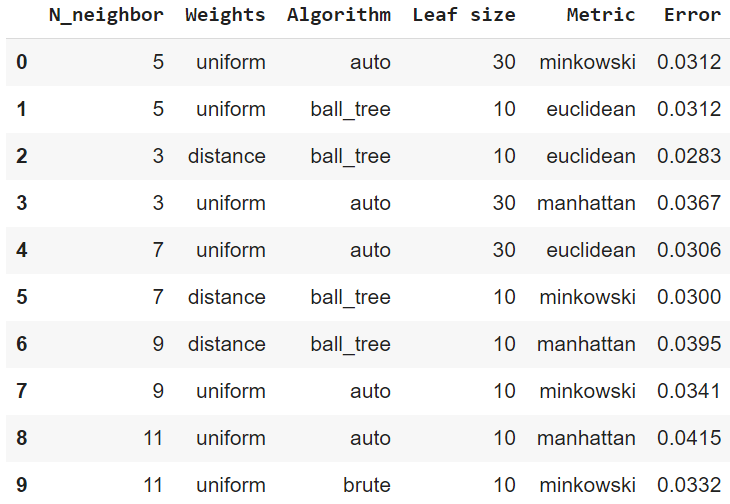 N_neighbor Weights Algorithm Leaf size Metric Error
0 5 uniform auto 30 minkowski 0.0312
1 5 uniform ball_tree 10 euclidean 0.0312
2 3 distance ball_tree 10 euclidean 0.0283
3 3 uniform auto 30 manhattan 0.0367
4 7 uniform auto 30 euclidean 0.0306
5 7 distance ball_tree 10 minkowski 0.0300
6 9 distance ball_tree 10 manhattan 0.0395
7 9 uniform auto 10 minkowski 0.0341
8 11 uniform auto 10 manhattan 0.0415
9 11 uniform brute 10 minkowski 0.0332